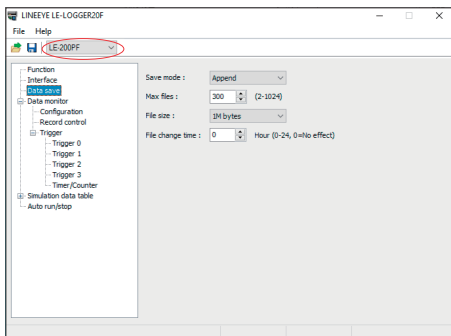 LINEEYE LE-LOGGER20F
File Help
LE-200PF
Function
Interface
Data save
Data monitor
Configuration
Record control
Trigger
Trigger 0
Trigger 1
Trigger 2
Trigger 3
Timer/Counter
Simulation data table
Auto run/stop
Save mode : Append
Max files : 300 (2-1024)
File size : 1M bytes
File change time : 0 Hour (0-24, 0=No effect)